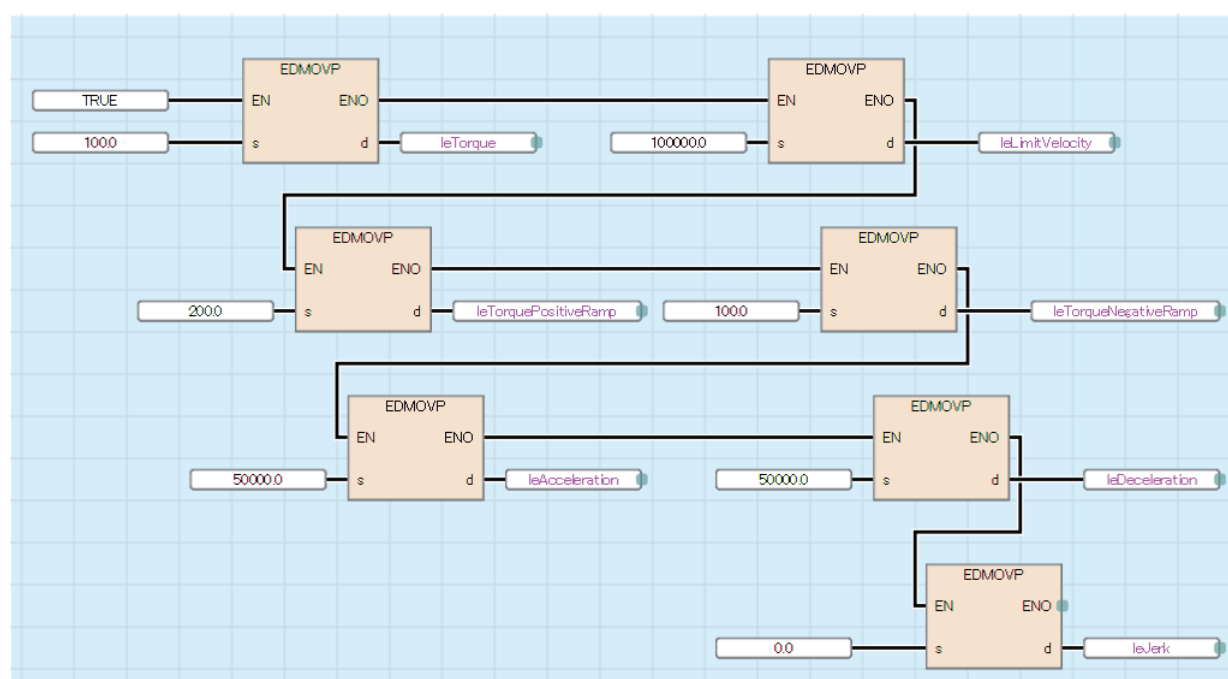 EDMOVP EDMOVP
TRUE EN ENO EN ENO
100.0 s d leTorque 100000.0 s d leLimitVelocity
EDMOVP EDMOVP
EN ENO EN ENO
200.0 s d leTorquePositiveRamp 100.0 s d leTorqueNegativeRamp
EDMOVP EDMOVP
EN ENO EN ENO
50000.0 s d leAcceleration 50000.0 s d leDeceleration
EDMOVP
EN ENO
0.0 s d leJerk